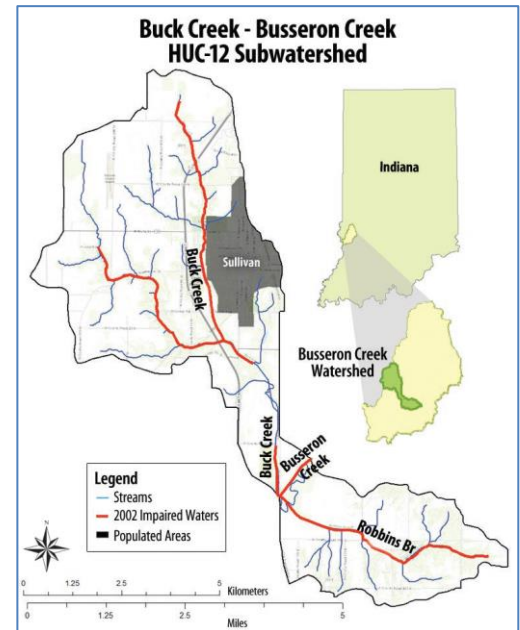 Buck Creek - Busseron Creek
HUC-12 Subwatershed
Indiana
Sullivan
Buck Creek
Busseron Creek
Watershed
Buck Creek
Busseron
Creek
Robbins Br
Legend
Streams
2002 Impaired Waters
Populated Areas
N
0 1.25 2.5 5
Kilometers
0 1.25 2.5 5
Miles